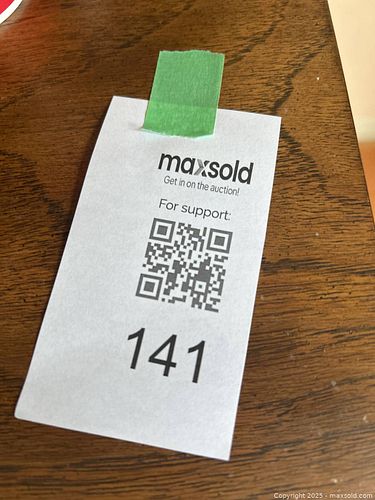 maxsold
Get in on the auction!
For support:
141
Copyright 2025 - maxsold.com